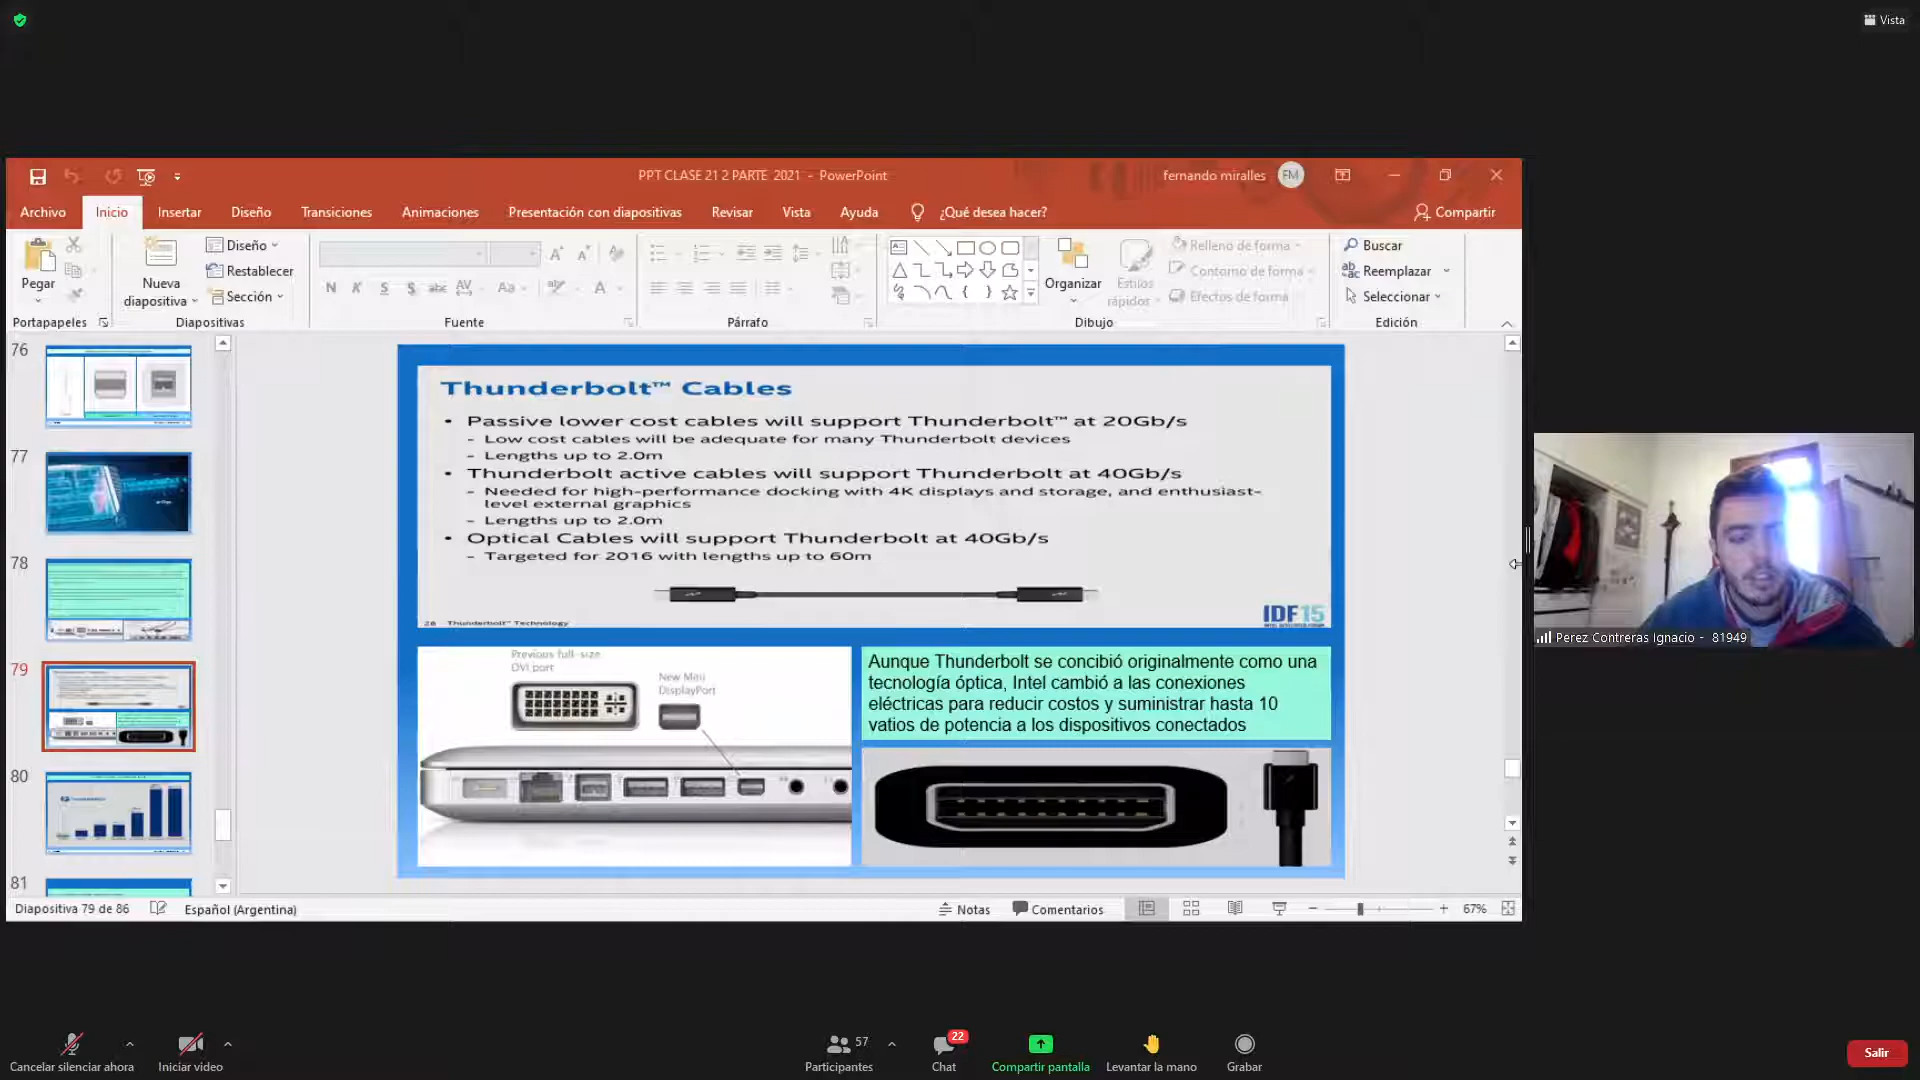 Vista
PPT CLASE 21 2 PARTE 2021 - PowerPoint
fernando miralles
FM
Archivo
Inicio
Insertar
Diseño
Transiciones
Animaciones
Presentación con diapositivas
Revisar
Vista
Ayuda
¿Qué desea hacer?
Compartir
Pegar
Nueva
diapositiva
Diseño
Restablecer
Sección
N K S S abc AV Aa A
Organizar
Estilos
rápidos
Relleno de forma
Contorno de forma
Efectos de forma
Buscar
Reemplazar
Seleccionar
Portapapeles
Diapositivas
Fuente
Párrafo
Dibujo
Edición
76
77
78
79
80
81
Thunderbolt™ Cables
• Passive lower cost cables will support Thunderbolt™ at 20Gb/s
- Low cost cables will be adequate for many Thunderbolt devices
- Lengths up to 2.0m
• Thunderbolt active cables will support Thunderbolt at 40Gb/s
- Needed for high-performance docking with 4K displays and storage, and enthusiast-
level external graphics
- Lengths up to 2.0m
• Optical Cables will support Thunderbolt at 40Gb/s
- Targeted for 2016 with lengths up to 60m
28 Thunderbolt™ Technology
IDF15
INTEL DEVELOPER FORUM
Previous full-size
DVI port
New Mini
DisplayPort
Aunque Thunderbolt se concibió originalmente como una
tecnología óptica, Intel cambió a las conexiones
eléctricas para reducir costos y suministrar hasta 10
vatios de potencia a los dispositivos conectados
Perez Contreras Ignacio - 81949
Diapositiva 79 de 86
Español (Argentina)
Notas
Comentarios
67%
Cancelar silenciar ahora
Iniciar video
57
Participantes
22
Chat
Compartir pantalla
Levantar la mano
Grabar
Salir